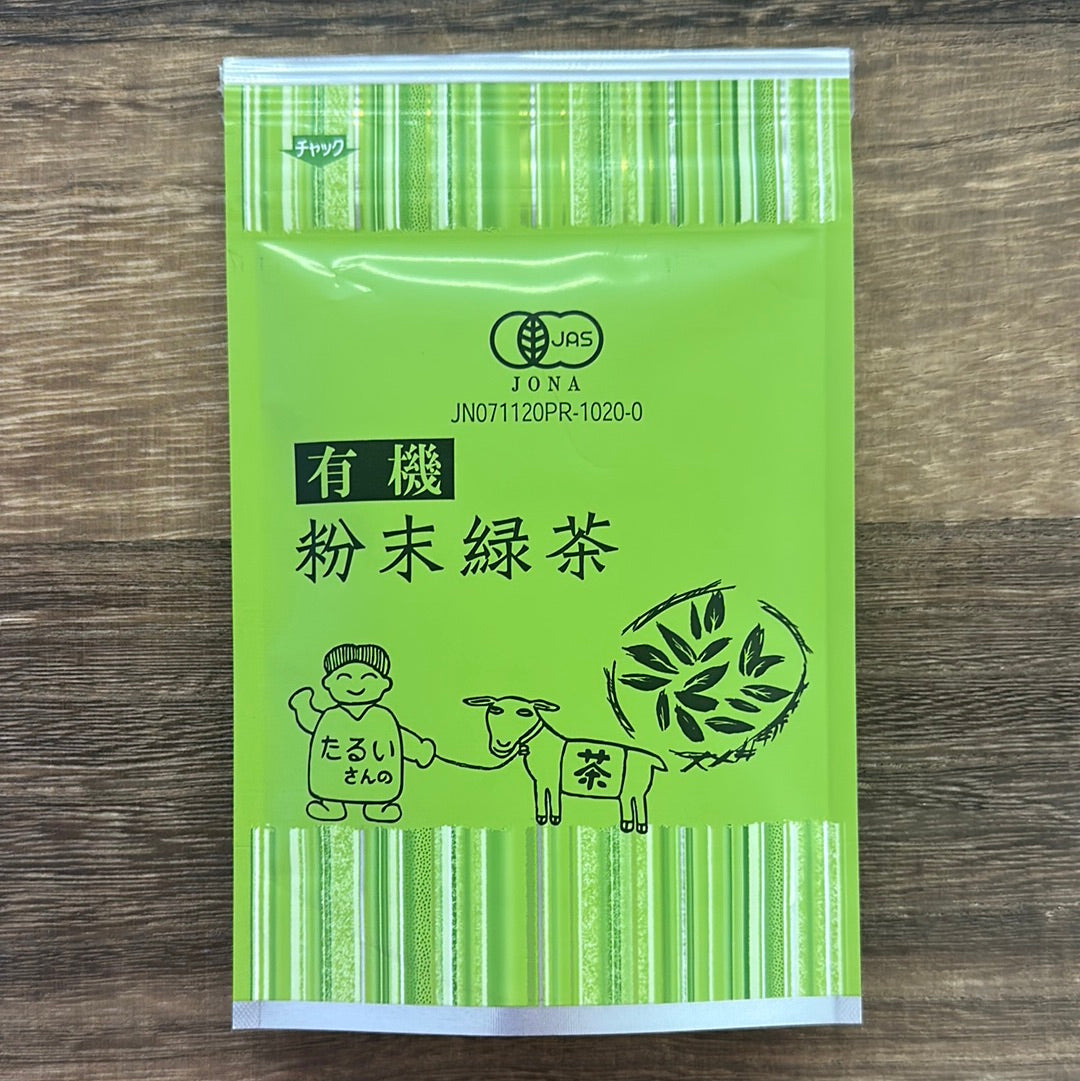 チャック
JAS
JONA
JN071120PR-1020-0
有機
粉末緑茶
たるい
さんの
茶